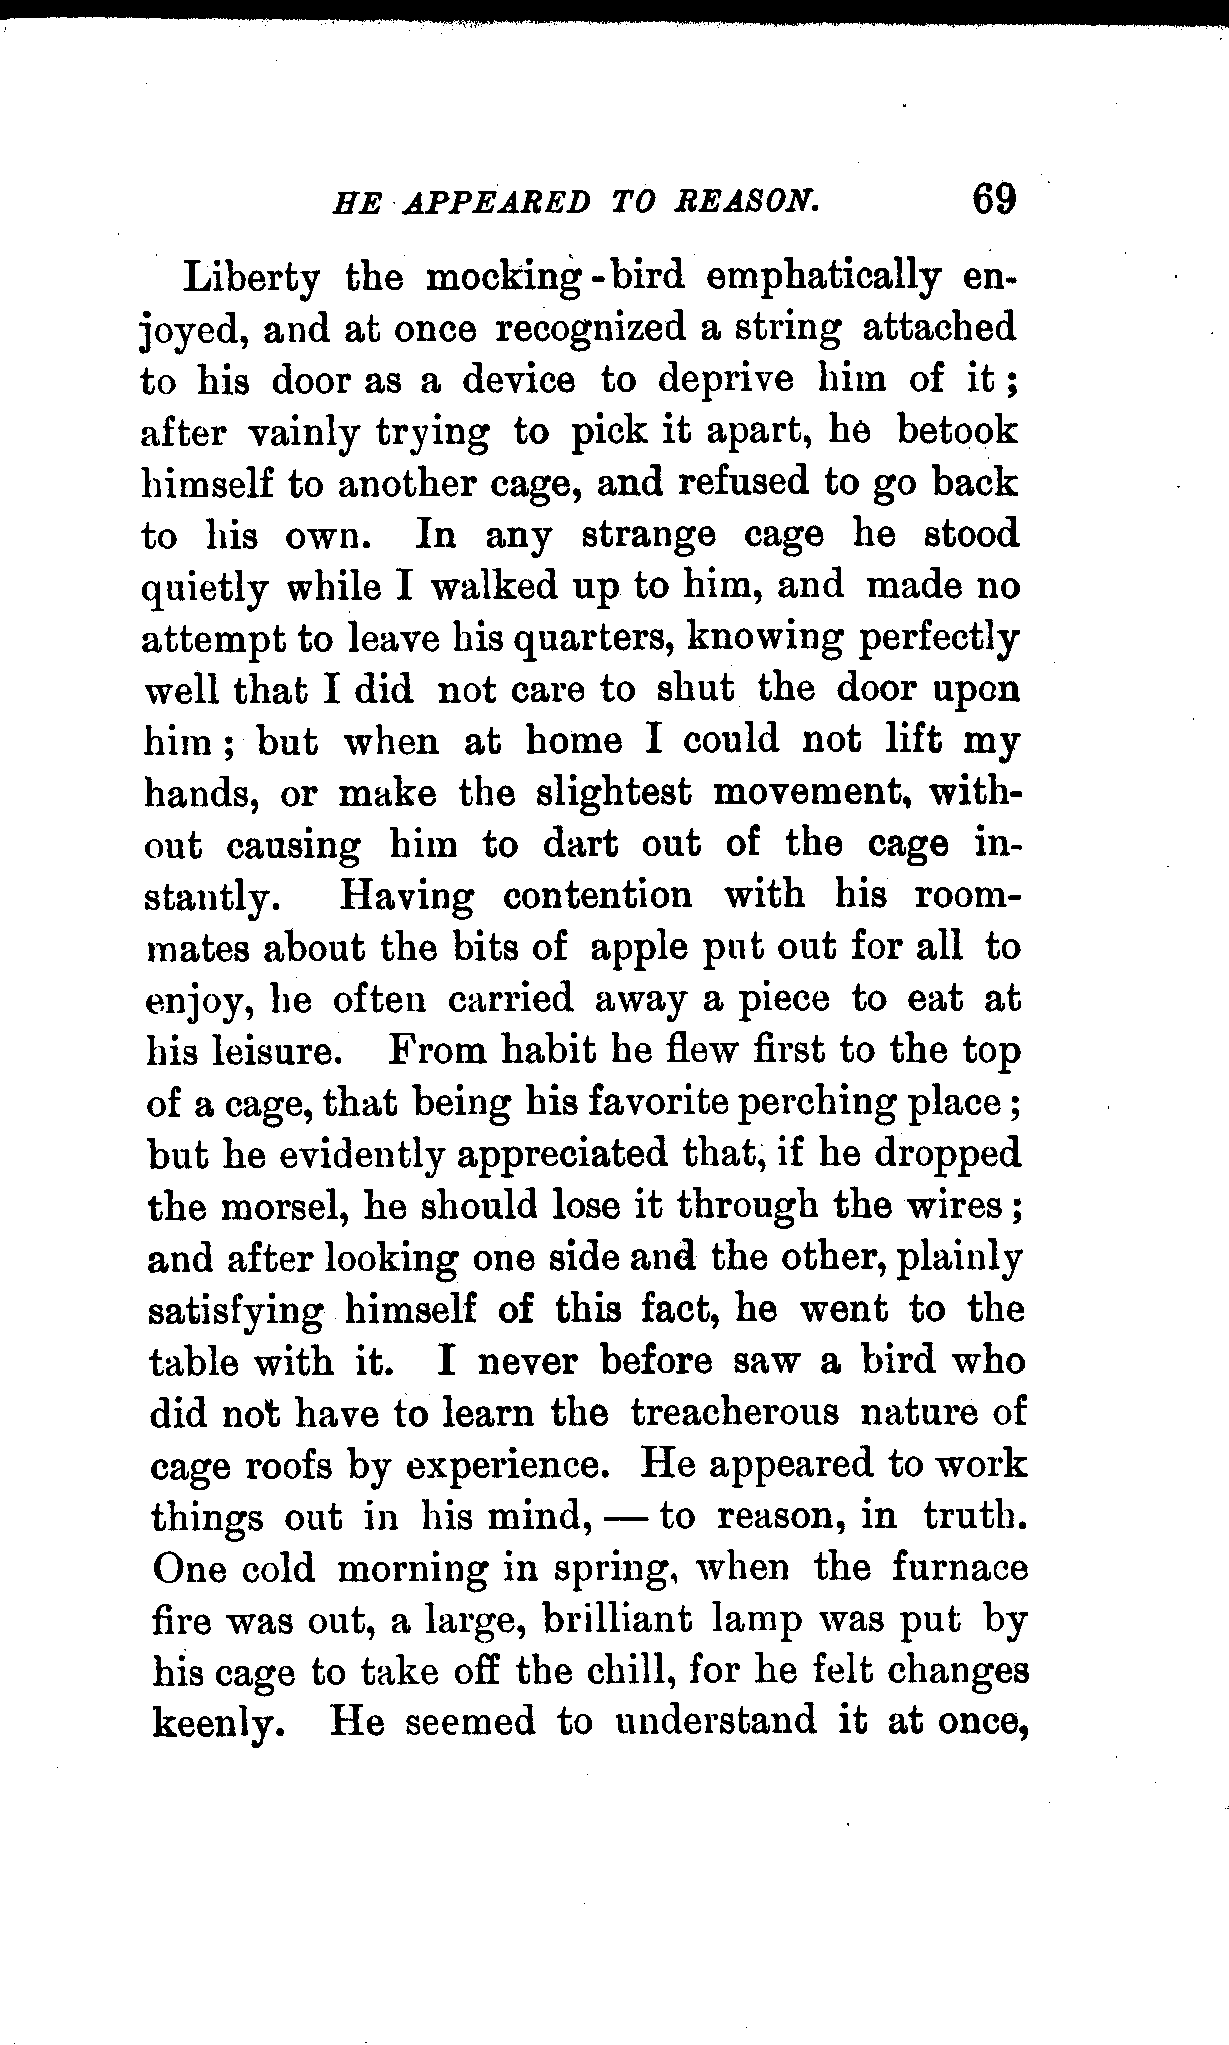 HE APPEARED TO REASON. 69
Liberty the mocking-bird emphatically en-
joyed, and at once recognized a string attached
to his door as a device to deprive him of it;
after vainly trying to pick it apart, he betook
himself to another cage, and refused to go back
to his own. In any strange cage he stood
quietly while I walked up to him, and made no
attempt to leave his quarters, knowing perfectly
well that I did not care to shut the door upon
him; but when at home I could not lift my
hands, or make the slightest movement, with-
out causing him to dart out of the cage in-
stantly. Having contention with his room-
mates about the bits of apple put out for all to
enjoy, he often carried away a piece to eat at
his leisure. From habit he flew first to the top
of a cage, that being his favorite perching place;
but he evidently appreciated that, if he dropped
the morsel, he should lose it through the wires;
and after looking one side and the other, plainly
satisfying himself of this fact, he went to the
table with it. I never before saw a bird who
did not have to learn the treacherous nature of
cage roofs by experience. He appeared to work
things out in his mind, — to reason, in truth.
One cold morning in spring, when the furnace
fire was out, a large, brilliant lamp was put by
his cage to take off the chill, for he felt changes
keenly. He seemed to understand it at once,